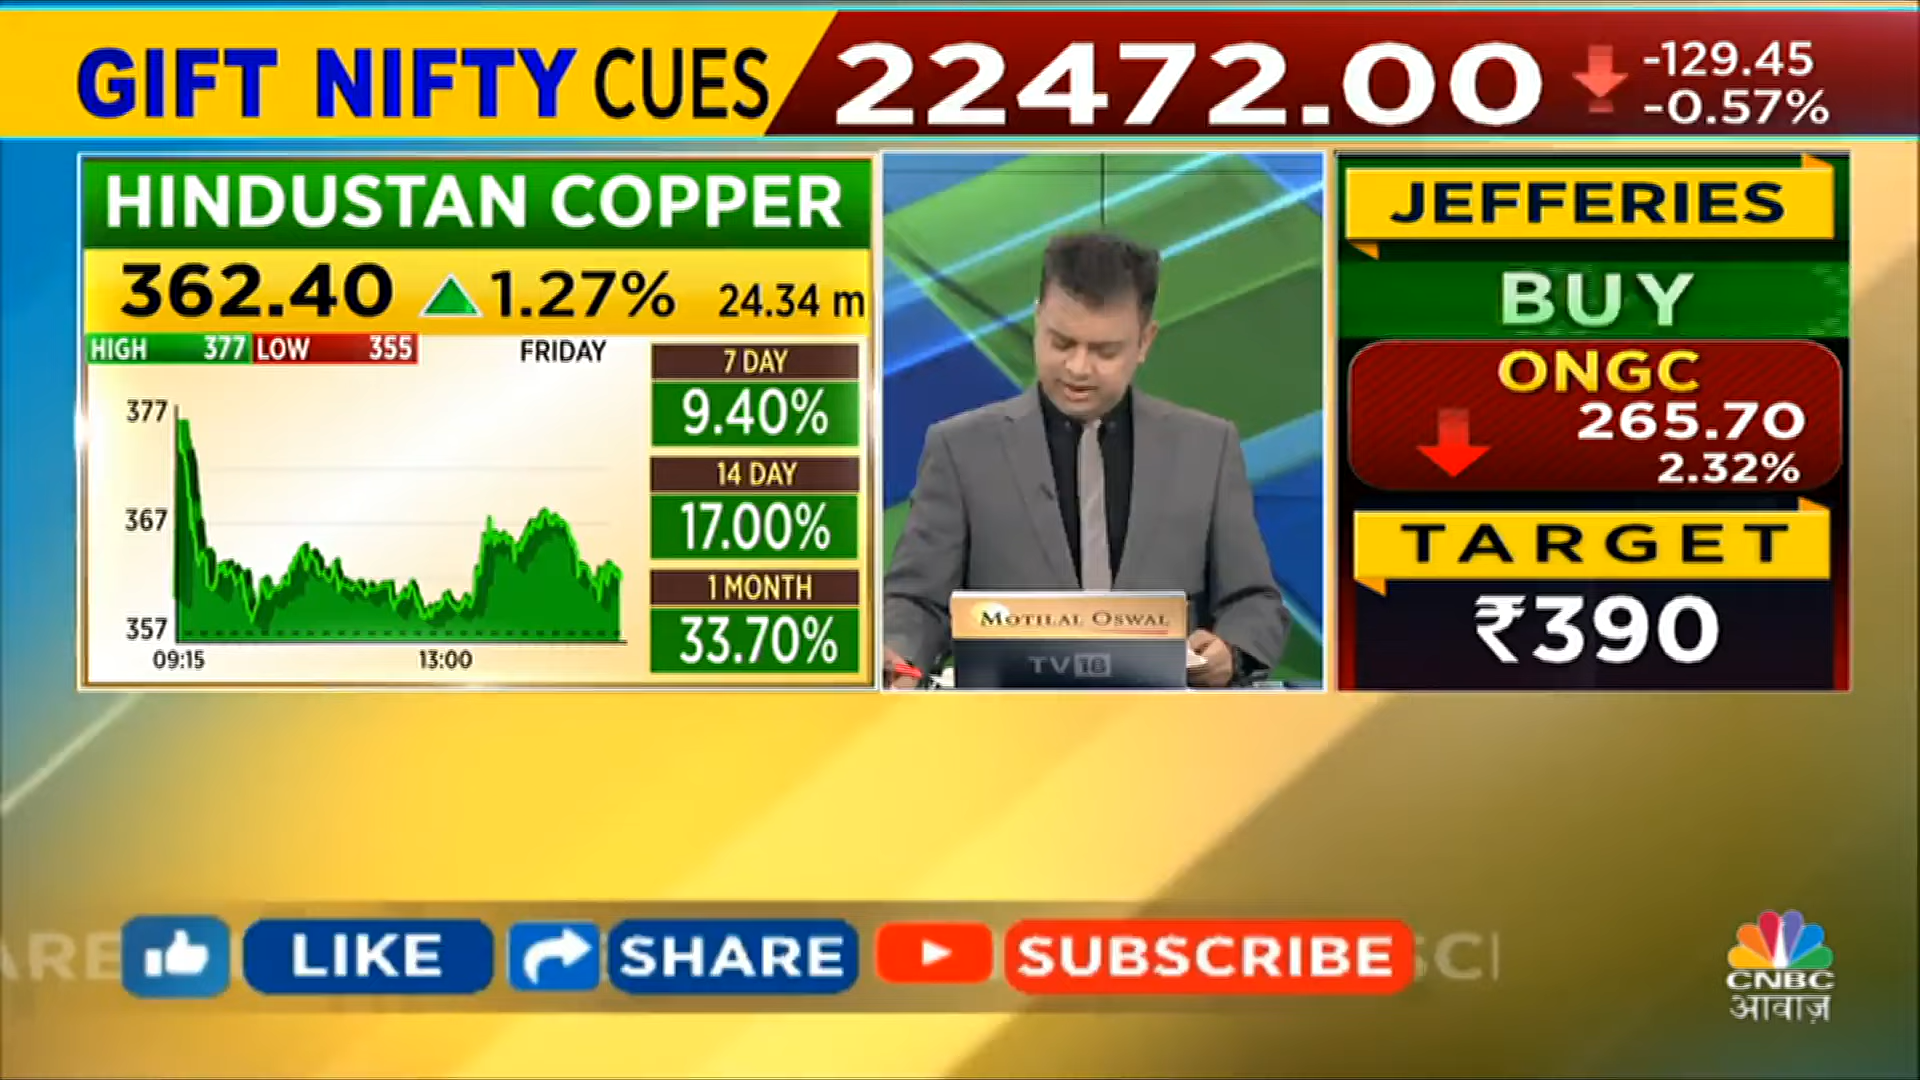 GIFT NIFTY CUES
22472.00
-129.45
-0.57%
HINDUSTAN COPPER
362.40 1.27% 24.34 m
HIGH 377 LOW 355
FRIDAY
377
367
357
09:15 13:00
7 DAY
9.40%
14 DAY
17.00%
1 MONTH
33.70%
MOTILAL OSWAL
TV18
JEFFERIES
BUY
ONGC
265.70
2.32%
TARGET
₹390
ARE LIKE SHARE SUBSCRIBE
CNBC
आवाज़